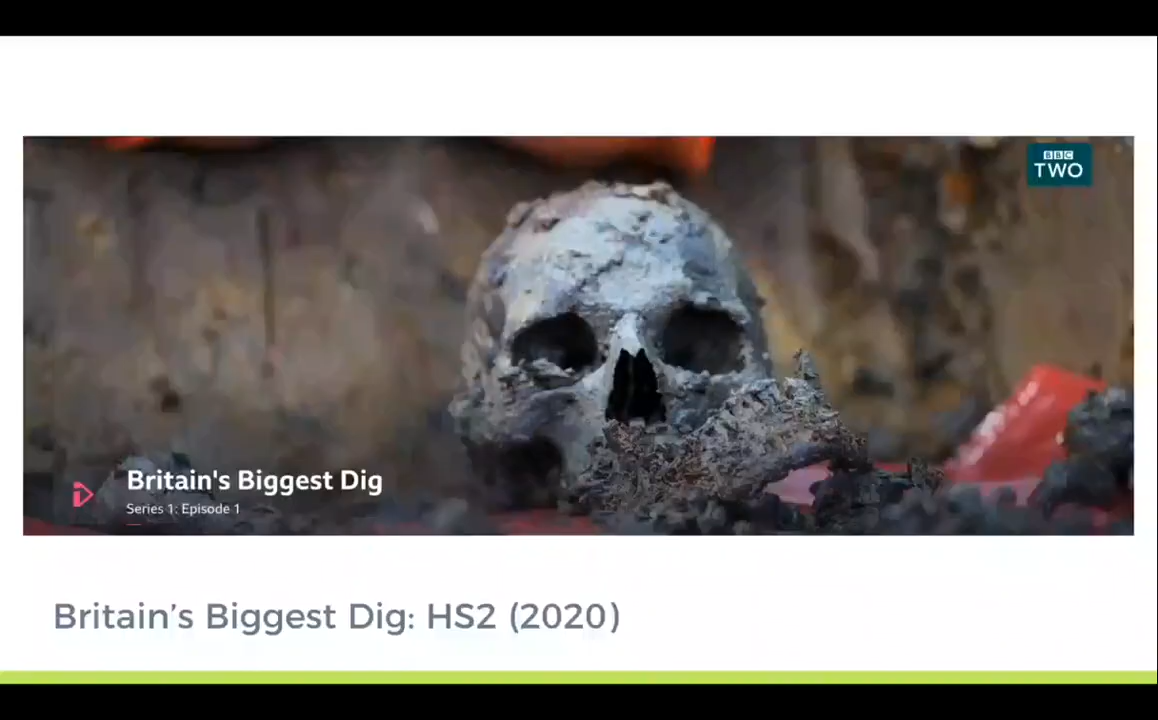 BBC
TWO
Britain's Biggest Dig
Series 1: Episode 1
Britain’s Biggest Dig: HS2 (2020)